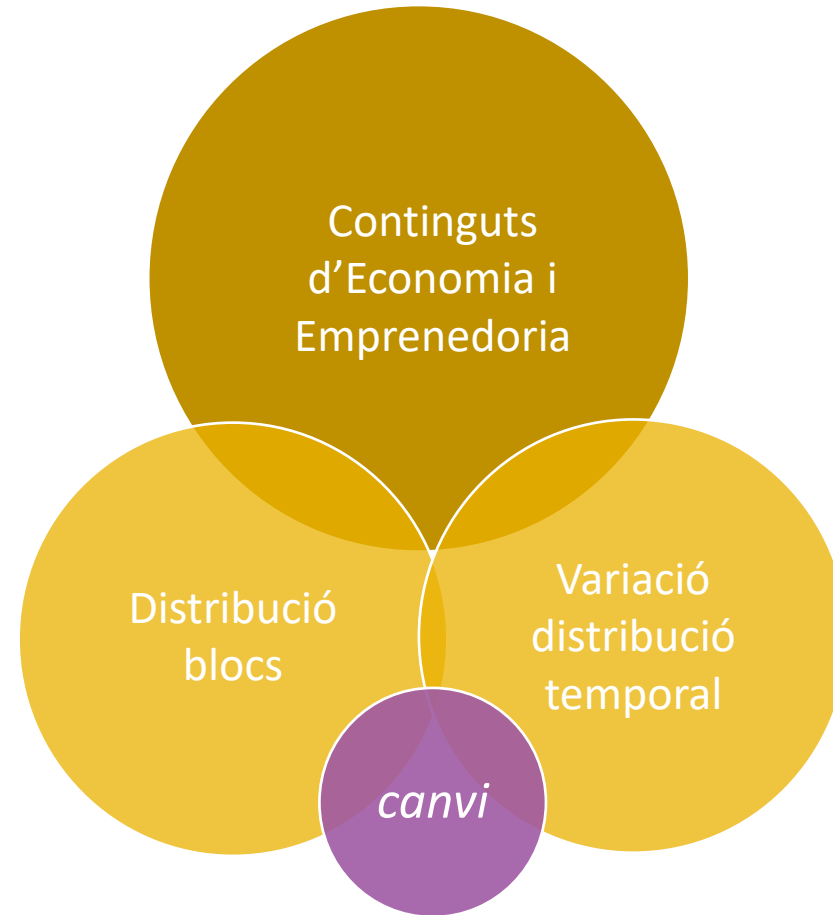 Continguts
d’Economia i
Emprenedoria
Distribució
blocs
Variació
distribució
temporal
canvi